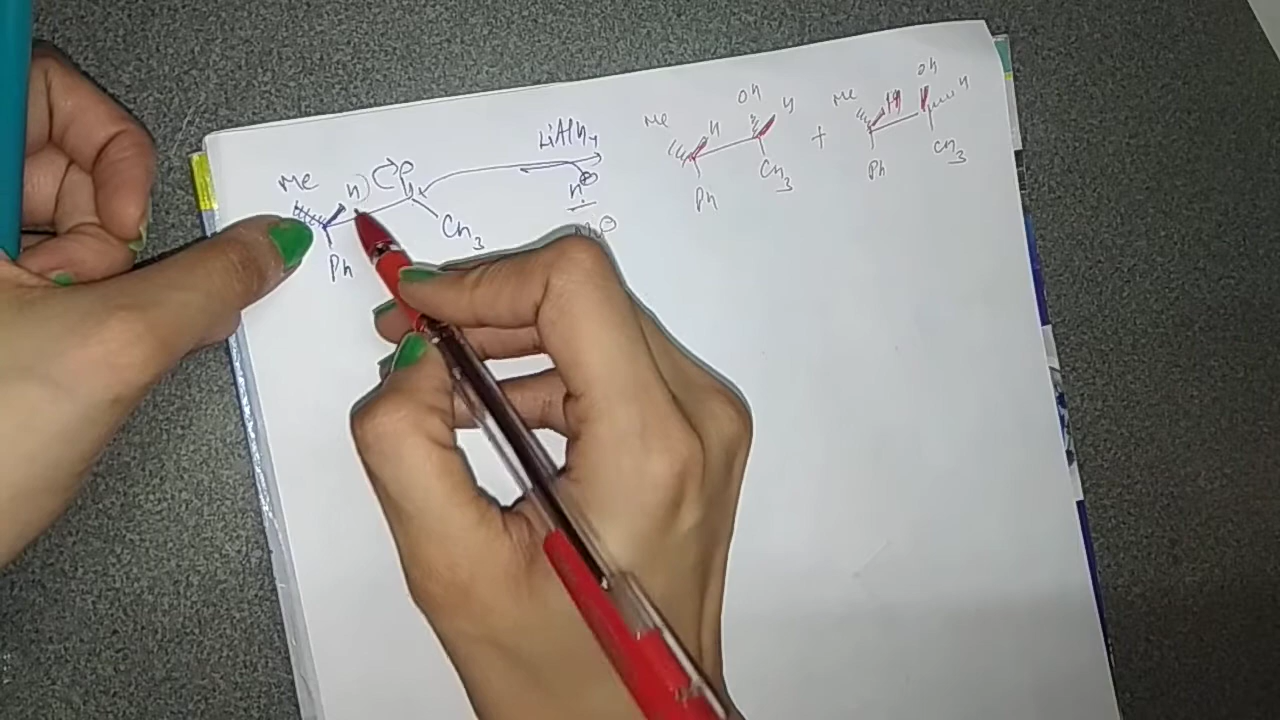 LiAlH4
Me H O CH3 Ph
H⊖
Me H OH H CH3 Ph
+
Me H OH H CH3 Ph